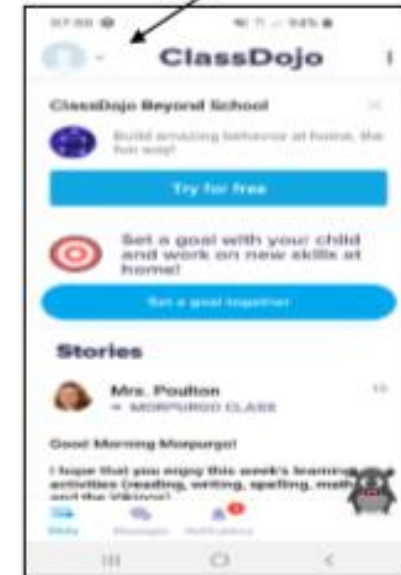 94%
ClassDojo
ClassDojo Beyond School
Build amazing behavior at home, the
fun way!
Try for free
Set a goal with your child
and work on new skills at
home!
Set a goal together
Stories
Mrs. Poulton
MORPURGO CLASS
Good Morning Morpurgo!
I hope that you enjoy this week's learning
activities (reading, writing, spelling, maths
and the Vikings)
Story Messages Notifications